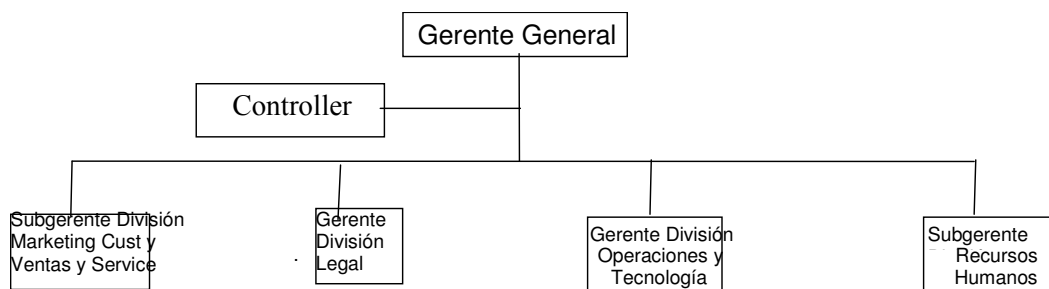 Gerente General
Controller
Subgerente División
Marketing Cust y
Ventas y Service
Gerente
División
Legal
.
Gerente División
Operaciones y
Tecnología
Subgerente
Recursos
Humanos